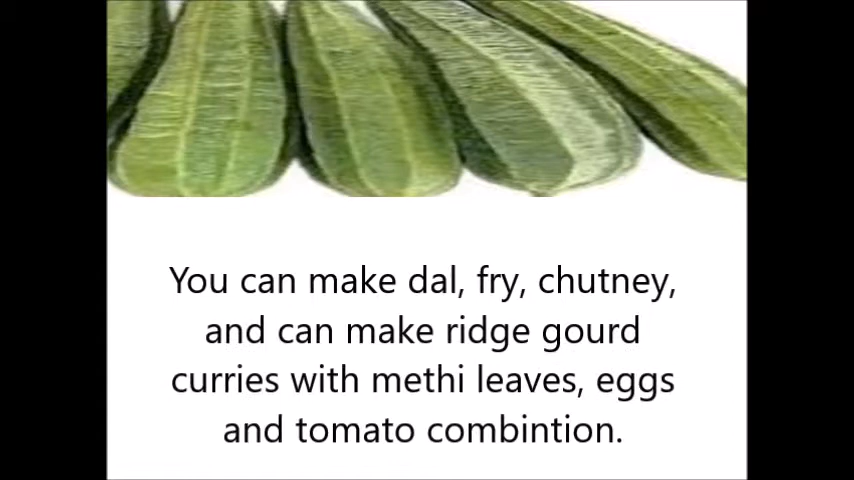 You can make dal, fry, chutney,
and can make ridge gourd
curries with methi leaves, eggs
and tomato combintion.